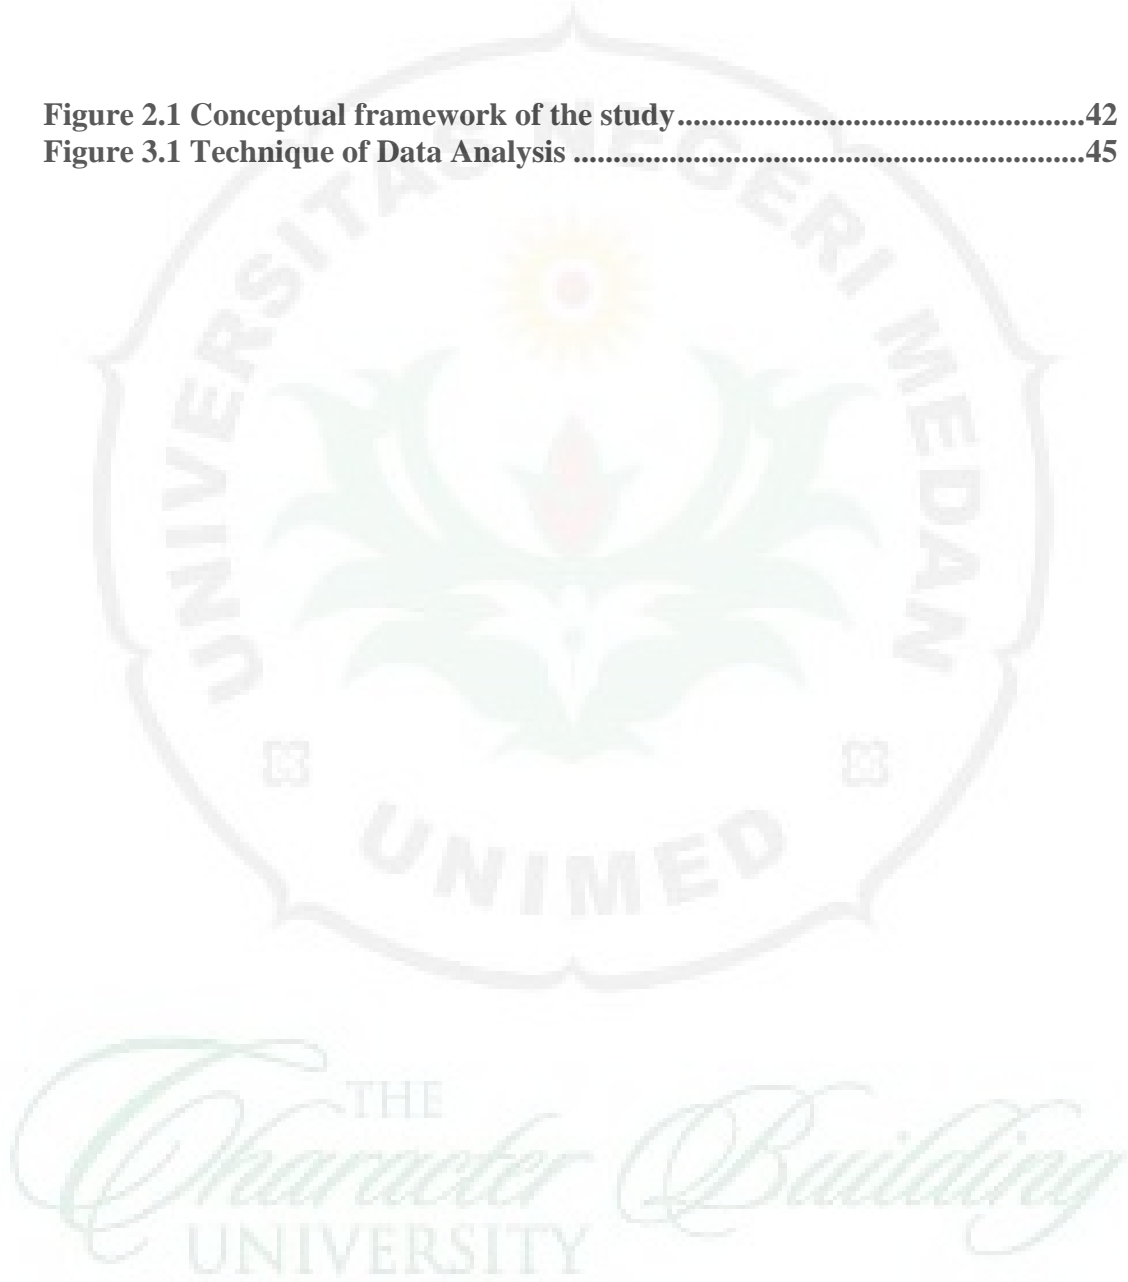 Figure 2.1 Conceptual framework of the study...................................................42
Figure 3.1 Technique of Data Analysis ................................................................45
UNIVERSITAS NEGERI MEDAN
UNIMED
THE
Character Building
UNIVERSITY